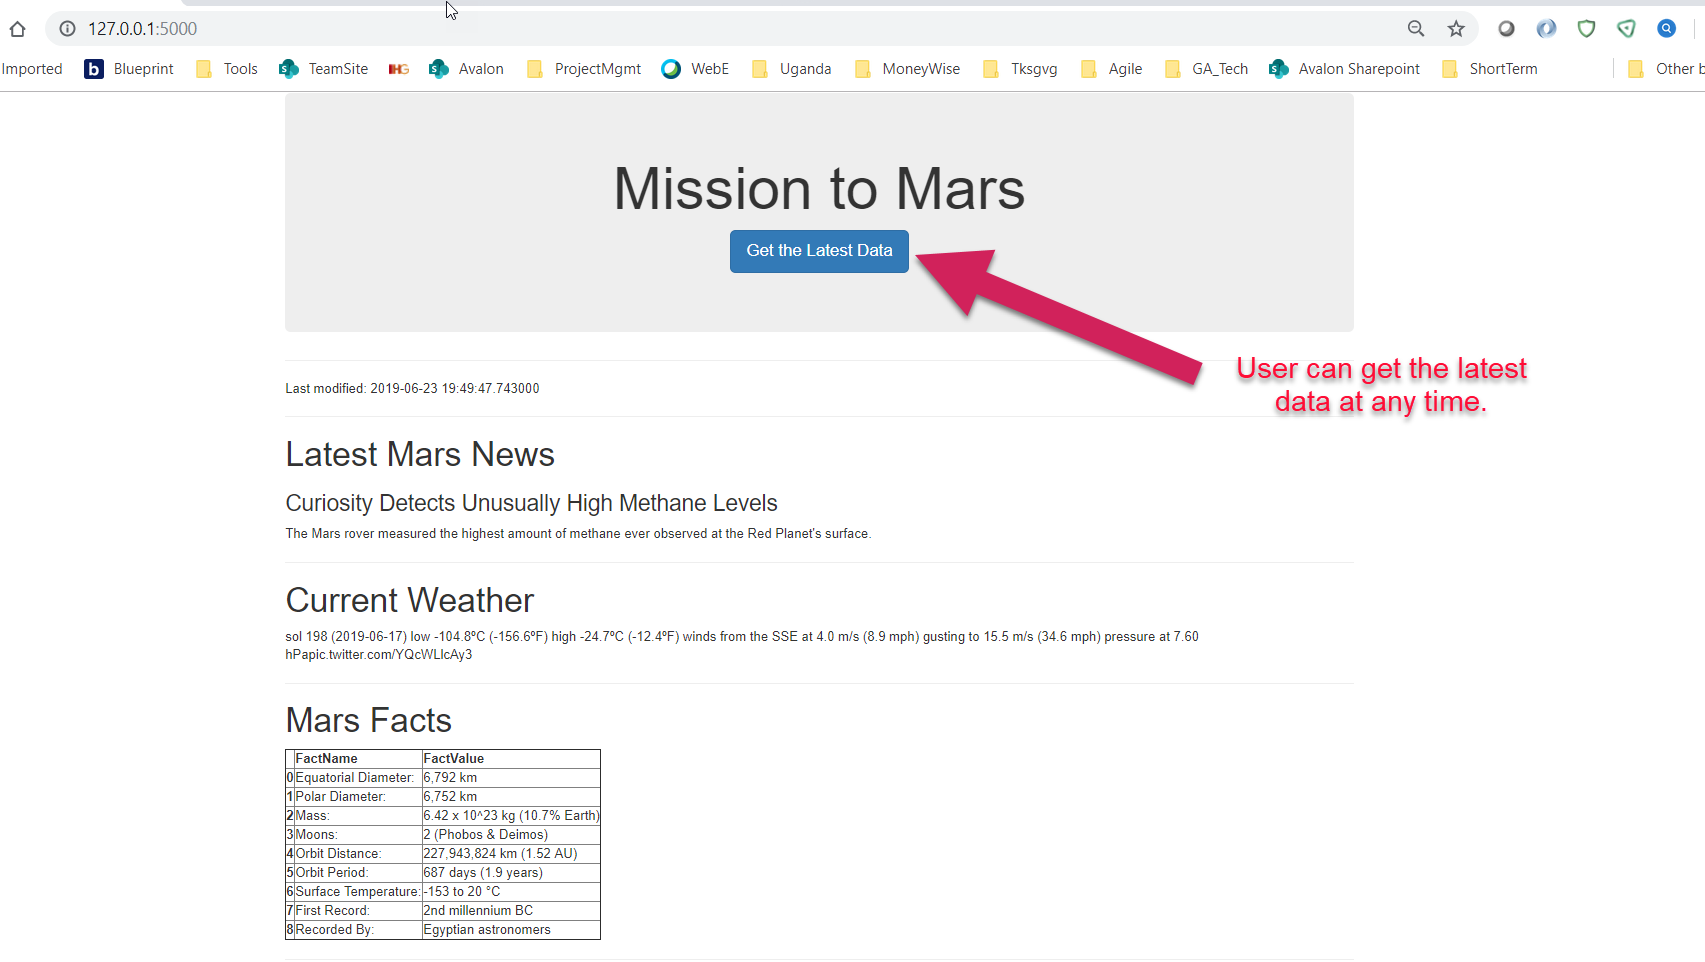 127.0.0.1:5000
Imported b Blueprint Tools S TeamSite IHG S Avalon ProjectMgmt WebE Uganda MoneyWise Tksgvg Agile GA_Tech S Avalon Sharepoint ShortTerm Other b
Mission to Mars
Get the Latest Data
User can get the latest
data at any time.
Last modified: 2019-06-23 19:49:47.743000
Latest Mars News
Curiosity Detects Unusually High Methane Levels
The Mars rover measured the highest amount of methane ever observed at the Red Planet's surface.
Current Weather
sol 198 (2019-06-17) low -104.8ºC (-156.6ºF) high -24.7ºC (-12.4ºF) winds from the SSE at 4.0 m/s (8.9 mph) gusting to 15.5 m/s (34.6 mph) pressure at 7.60
hPapic.twitter.com/YQcWLlcAy3
Mars Facts
FactName FactValue
0 Equatorial Diameter: 6,792 km
1 Polar Diameter: 6,752 km
2 Mass: 6.42 x 10^23 kg (10.7% Earth)
3 Moons: 2 (Phobos & Deimos)
4 Orbit Distance: 227,943,824 km (1.52 AU)
5 Orbit Period: 687 days (1.9 years)
6 Surface Temperature: -153 to 20 °C
7 First Record: 2nd millennium BC
8 Recorded By: Egyptian astronomers